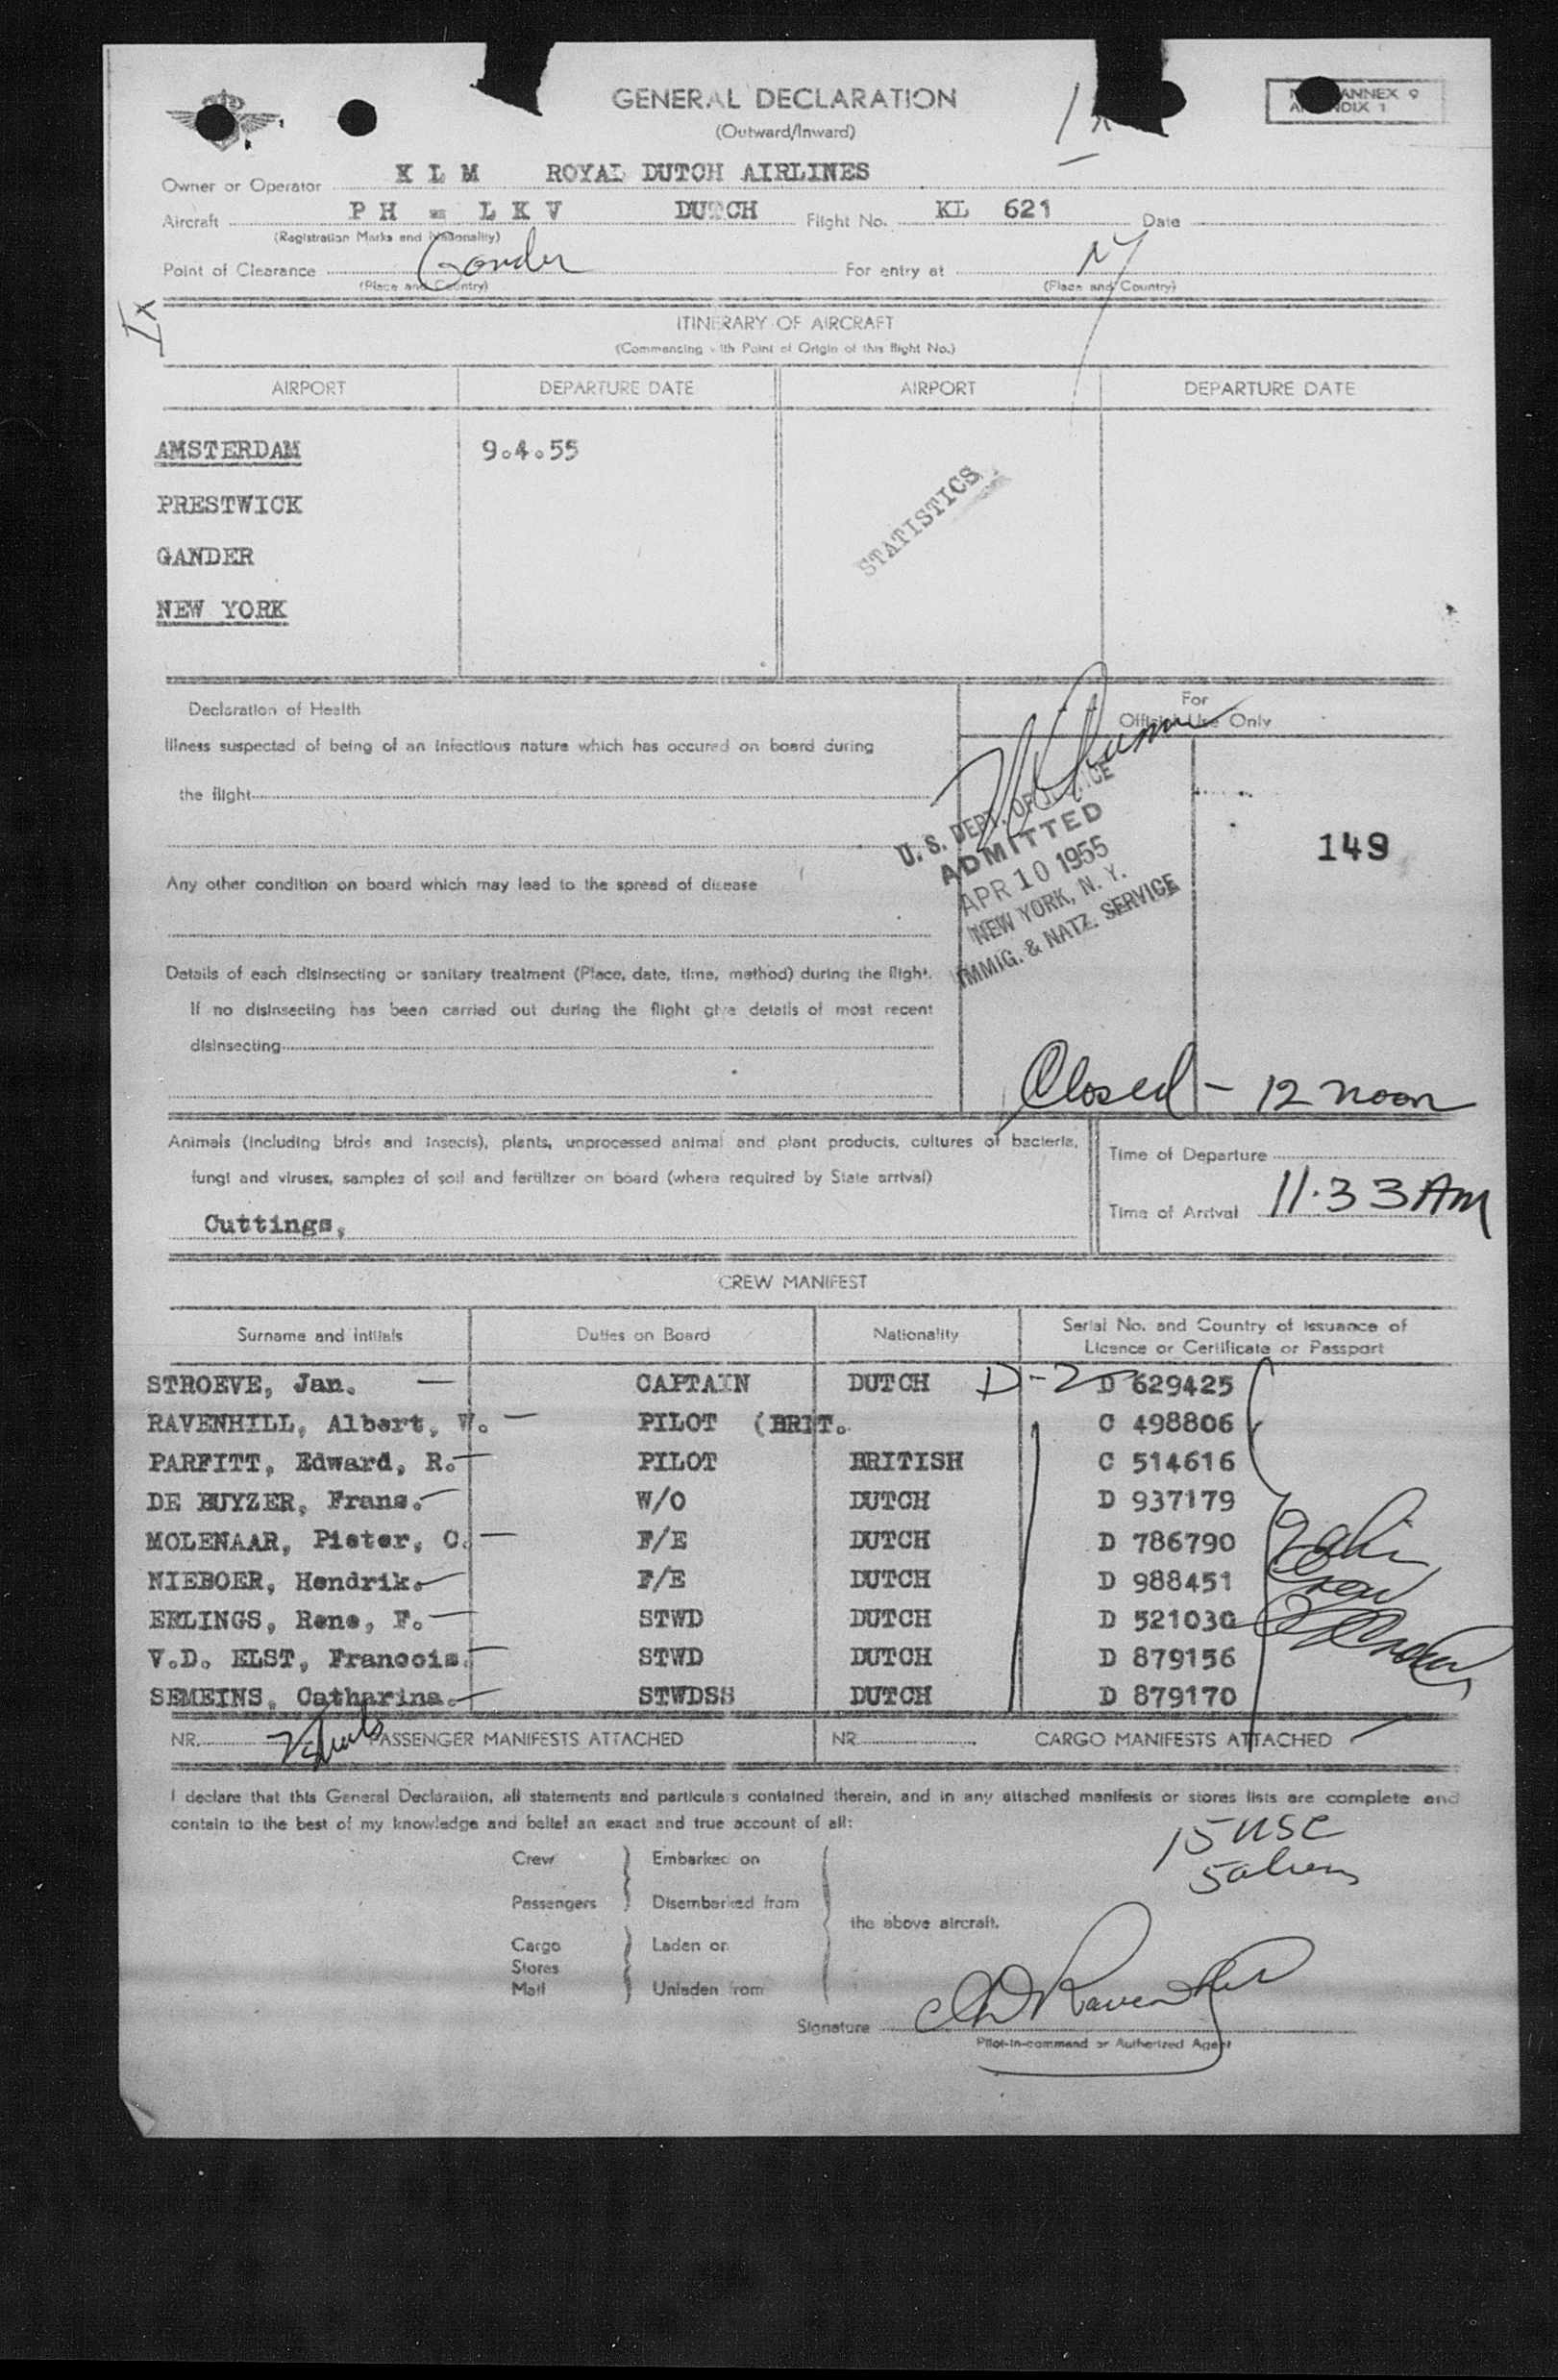 GENERAL DECLARATION
(Outward/Inward)
ANNEX 9
DIX 1
Owner or Operator K L M ROYAL DUTCH AIRLINES
Aircraft P H - L K V DUTCH Flight No. KL 621 Date
(Registration Marks and Nationality)
Point of Clearance Gander For entry at NY
(Place and Country) (Place and Country)
ITINERARY OF AIRCRAFT
(Commencing with Point of Origin of this flight No.)
AIRPORT DEPARTURE DATE AIRPORT DEPARTURE DATE
AMSTERDAM 9.4.55
PRESTWICK
GANDER
NEW YORK
STATISTICS
Declaration of Health
For
Official Use Only
Illness suspected of being of an infectious nature which has occured on board during
the flight
U. S. DEPT. OF JUSTICE
ADMITTED
APR 10 1955
NEW YORK, N. Y.
IMMIG. & NATZ. SERVICE
149
Any other condition on board which may lead to the spread of disease
Details of each disinsecting or sanitary treatment (Place, date, time, method) during the flight.
If no disinsecting has been carried out during the flight give details of most recent
disinsecting
Closed - 12 noon
Animals (including birds and insects), plants, unprocessed animal and plant products, cultures of bacteria,
fungi and viruses, samples of soil and fertilizer on board (where required by State arrival)
Cuttings,
Time of Departure
Time of Arrival 11.33 AM
CREW MANIFEST
Surname and initials Duties on Board Nationality Serial No. and Country of Issuance of
Licence or Certificate or Passport
STROEVE, Jan. CAPTAIN DUTCH D-2 D 629425
RAVENHILL, Albert, W. PILOT (BRIT. C 498806
PARFITT, Edward, R. PILOT BRITISH C 514616
DE BUYZER, Frans. W/O DUTCH D 937179
MOLENAAR, Pieter, C. F/E DUTCH D 786790
NIEBOER, Hendrik. F/E DUTCH D 988451
ERLINGS, Rene, F. STWD DUTCH D 521030
V.D. ELST, Francois. STWD DUTCH D 879156
SEMEINS, Catharina. STWDSS DUTCH D 879170
NR. PASSENGER MANIFESTS ATTACHED NR. CARGO MANIFESTS ATTACHED
I declare that this General Declaration, all statements and particulars contained therein, and in any attached manifests or stores lists are complete and
contain to the best of my knowledge and belief an exact and true account of all:
15 USC
5 aliens
Crew Embarked on
Passengers Disembarked from
the above aircraft.
Cargo Laden on
Stores
Mail Unladen from
Signature
Pilot-in-command or Authorized Agent